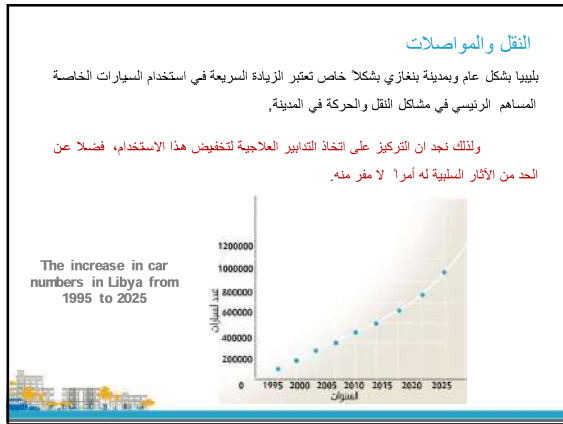 النقل والمواصلات
بليبيا بشكل عام وبمدينة بنغازي بشكلاً خاص تعتبر الزيادة السريعة في استخدام السيارات الخاصة
المساهم الرئيسي في مشاكل النقل والحركة في المدينة,
ولذلك نجد ان التركيز على اتخاذ التدابير العلاجية لتخفيض هذا الاستخدام، فضلا عن
الحد من الآثار السلبية له أمراً لا مفر منه.
The increase in car
numbers in Libya from
1995 to 2025
1200000
1000000
800000
600000
400000
200000
0
عدد السيارات
1995 2000 2005 2010 2015 2020 2025
السنوات